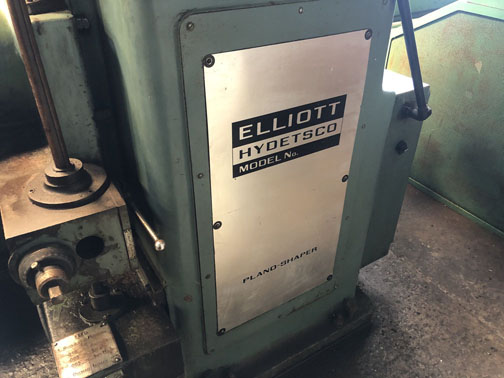 ELLIOTT
HYDETSCO
MODEL No.
PLANO-SHAPER